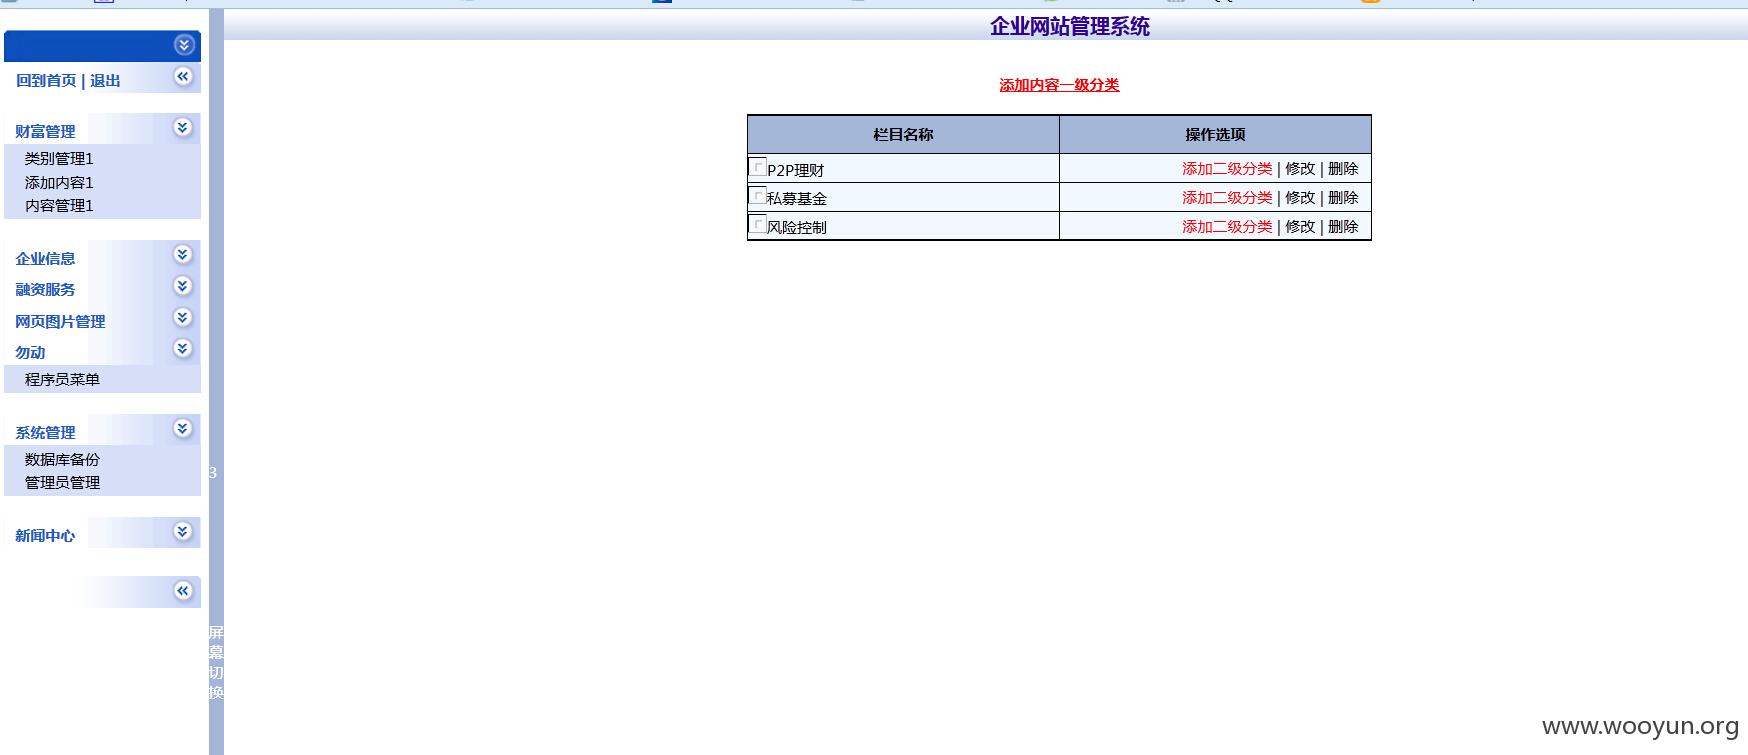 企业网站管理系统
回到首页 | 退出
财富管理
类别管理1
添加内容1
内容管理1
企业信息
融资服务
网页图片管理
勿动
程序员菜单
系统管理
数据库备份
管理员管理
新闻中心
3
屏幕切换
添加内容一级分类
栏目名称 操作选项
P2P理财 添加二级分类 | 修改 | 删除
私募基金 添加二级分类 | 修改 | 删除
风险控制 添加二级分类 | 修改 | 删除
www.wooyun.org